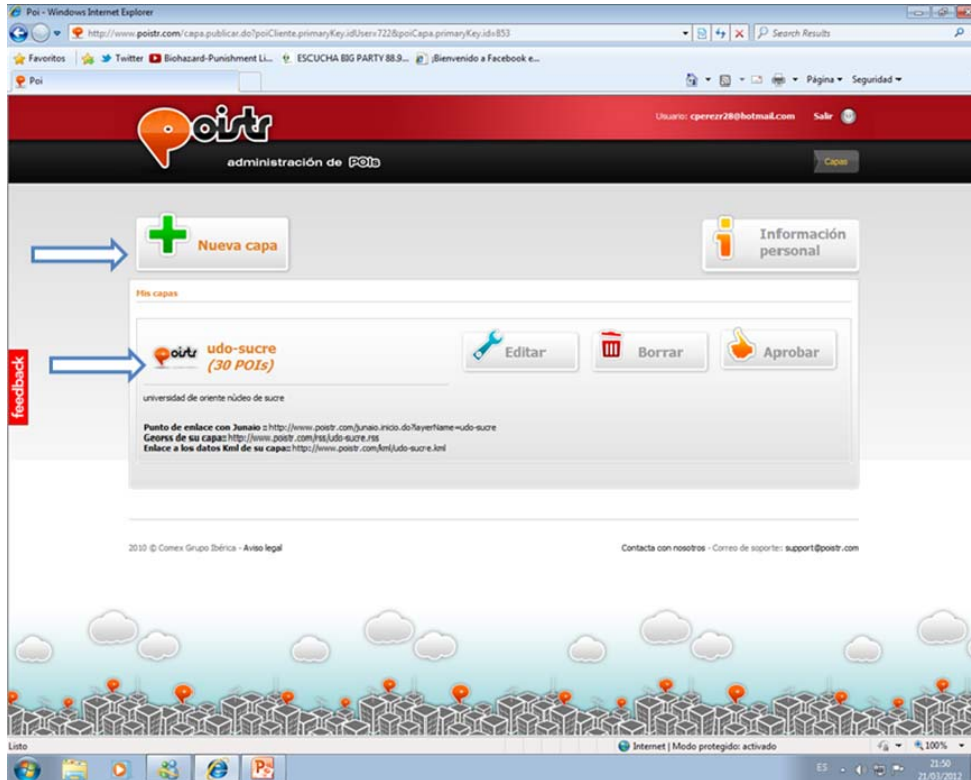 Poi - Windows Internet Explorer
http://www.poistr.com/capa.publicar.do?poiCliente.primaryKey.idUser=722&poiCapa.primaryKey.id=853
Search Results
Favoritos Twitter Biohazard-Punishment Li... ESCUCHA BIG PARTY 88.9... ¡Bienvenido a Facebook e...
Poi
Página Seguridad
poistr
Usuario: cperezr28@hotmail.com Salir
administración de POIs
Capas
Nueva capa
Información
personal
Mis capas
poistr
udo-sucre
(30 POIs)
Editar
Borrar
Aprobar
feedback
universidad de oriente núdeo de sucre
Punto de enlace con Junaio :: http://www.poistr.com/junaio.inicio.do?layerName=udo-sucre
Georss de su capa:: http://www.poistr.com/rss/udo-sucre.rss
Enlace a los datos Kml de su capa:: http://www.poistr.com/kml/udo-sucre.kml
2010 © Comex Grupo Ibérica - Aviso legal
Contacta con nosotros - Correo de soporte: support@poistr.com
Listo
Internet | Modo protegido: activado
100%
ES
21:50
21/03/2012